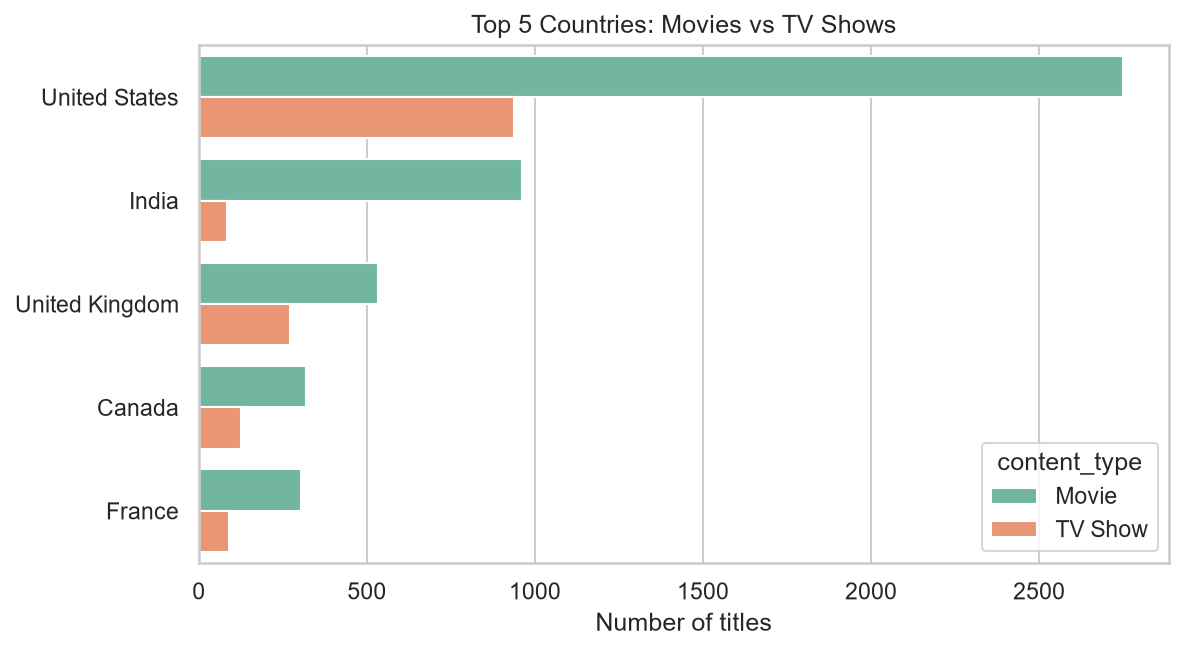 Top 5 Countries: Movies vs TV Shows
United States
India
United Kingdom
Canada
France
content_type
Movie
TV Show
0 500 1000 1500 2000 2500
Number of titles